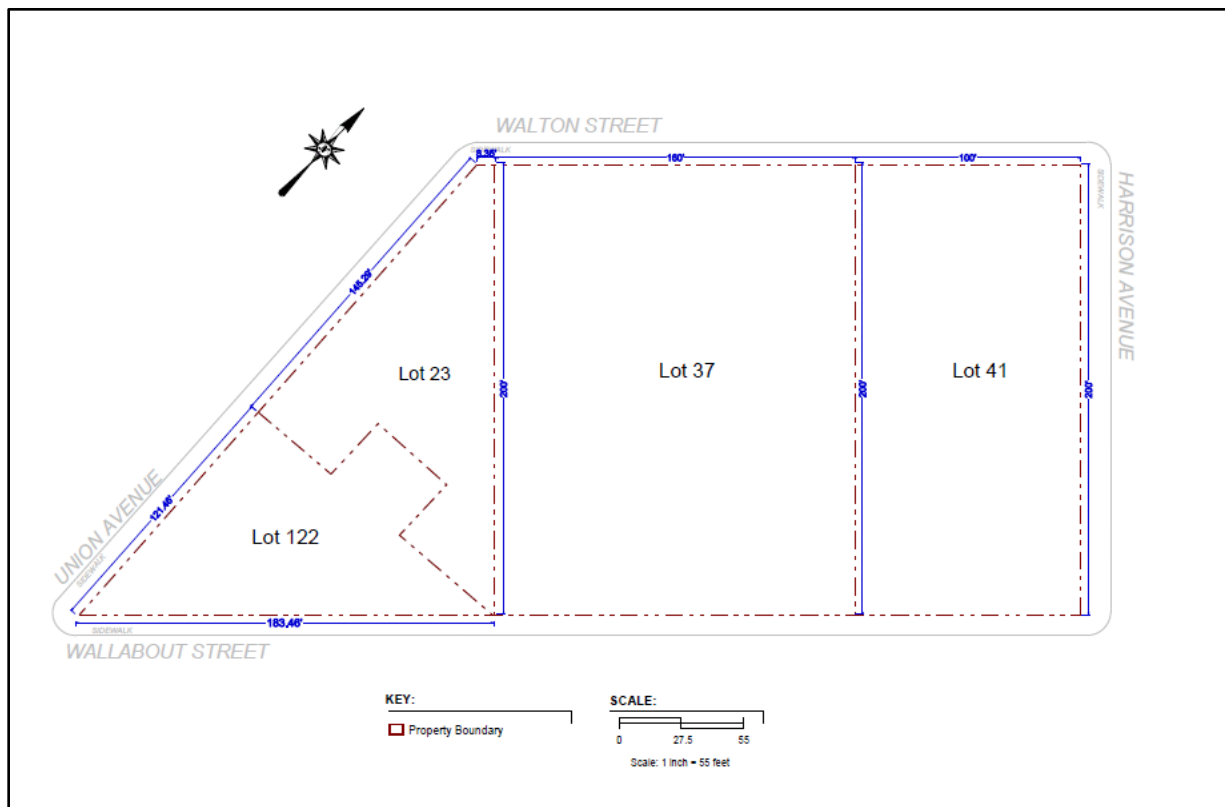 WALTON STREET
SIDEWALK
8.36'
160'
100'
SIDEWALK
HARRISON AVENUE
145.29'
Lot 23
200'
Lot 37
200'
Lot 41
200'
121.46'
Lot 122
UNION AVENUE
SIDEWALK
183.46'
SIDEWALK
WALLABOUT STREET
KEY:
Property Boundary
SCALE:
0 27.5 55
Scale: 1 inch = 55 feet